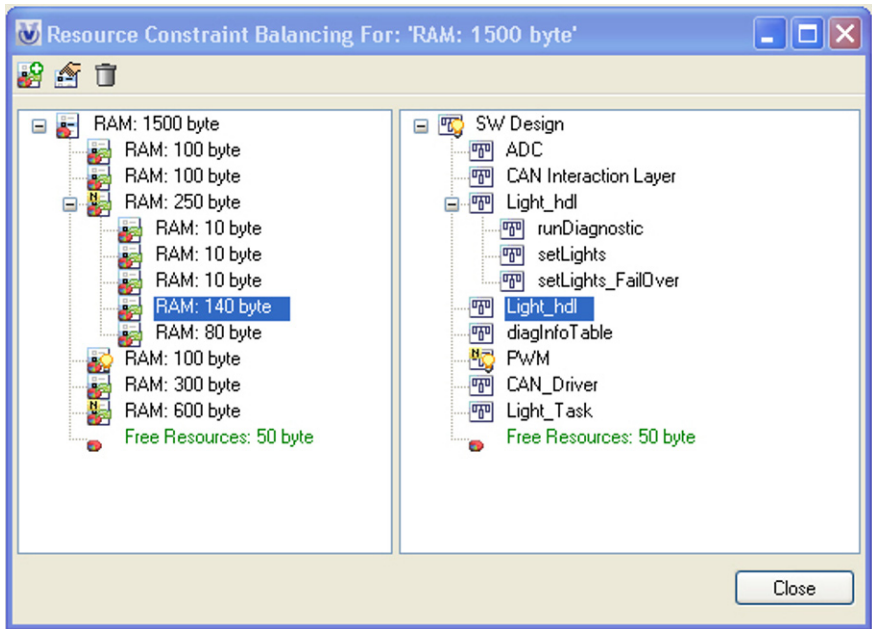 Resource Constraint Balancing For: 'RAM: 1500 byte'
RAM: 1500 byte
RAM: 100 byte
RAM: 100 byte
RAM: 250 byte
RAM: 10 byte
RAM: 10 byte
RAM: 10 byte
RAM: 140 byte
RAM: 80 byte
RAM: 100 byte
RAM: 300 byte
RAM: 600 byte
Free Resources: 50 byte
SW Design
ADC
CAN Interaction Layer
Light_hdl
runDiagnostic
setLights
setLights_FailOver
Light_hdl
diagInfoTable
PWM
CAN_Driver
Light_Task
Free Resources: 50 byte
Close